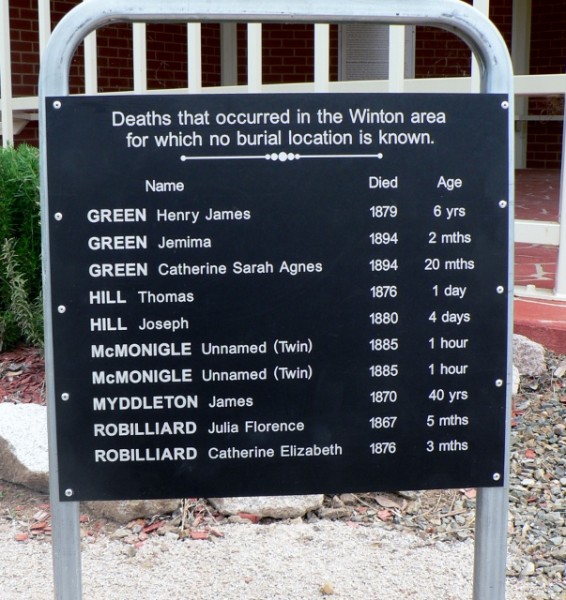 Deaths that occurred in the Winton area
for which no burial location is known.
Name Died Age
GREEN Henry James 1879 6 yrs
GREEN Jemima 1894 2 mths
GREEN Catherine Sarah Agnes 1894 20 mths
HILL Thomas 1876 1 day
HILL Joseph 1880 4 days
McMONIGLE Unnamed (Twin) 1885 1 hour
McMONIGLE Unnamed (Twin) 1885 1 hour
MYDDLETON James 1870 40 yrs
ROBILLIARD Julia Florence 1867 5 mths
ROBILLIARD Catherine Elizabeth 1876 3 mths